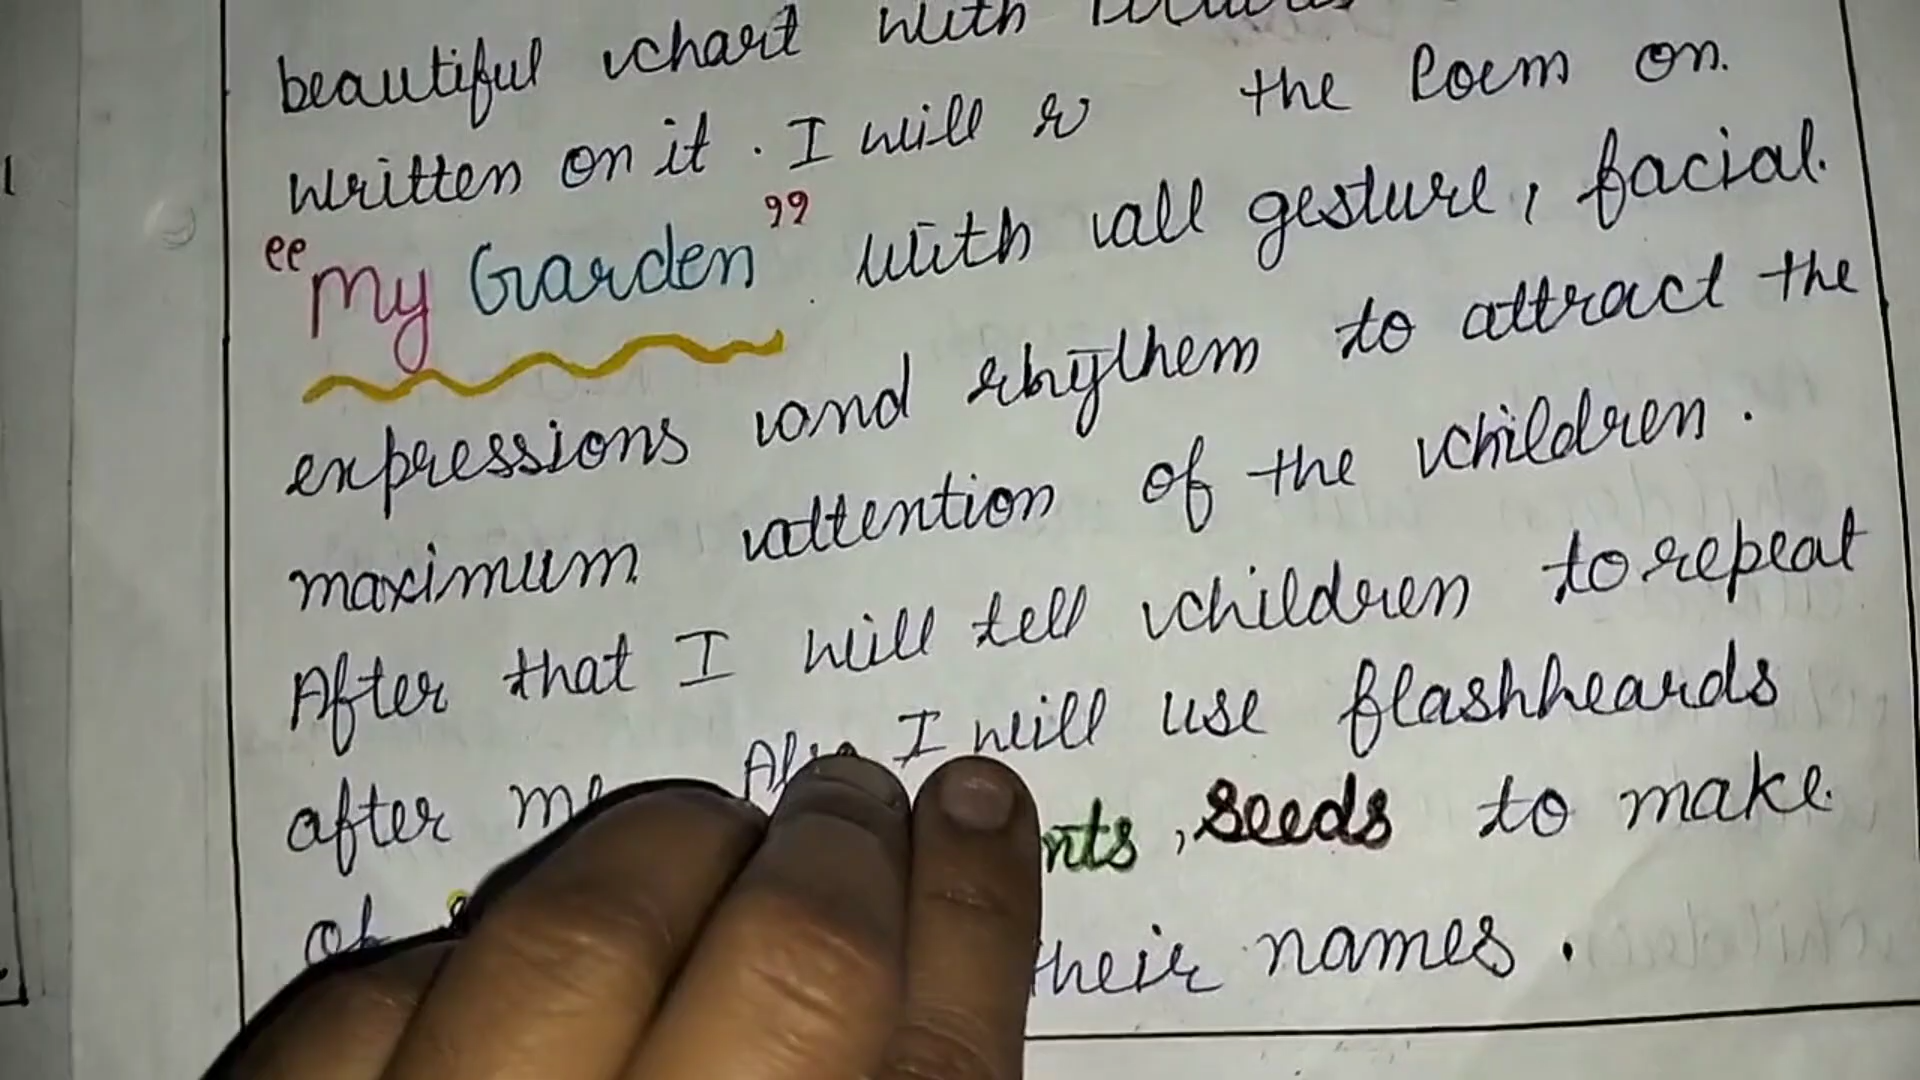 beautiful chart with
written on it. I will r the Poem on.
"My Garden" with all gesture, facial.
expressions and rhythem to attract the
maximum attention of the children.
After that I will tell children to repeat
after I will use flashheards
seeds to make
their names.